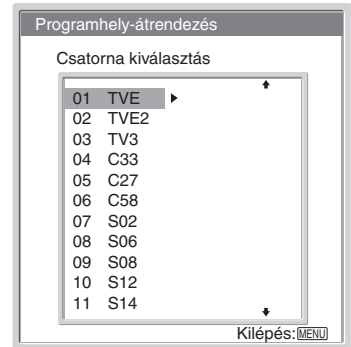 Programhely-átrendezés
Csatorna kiválasztás
01 TVE
02 TVE2
03 TV3
04 C33
05 C27
06 C58
07 S02
08 S06
09 S08
10 S12
11 S14
Kilépés: MENU